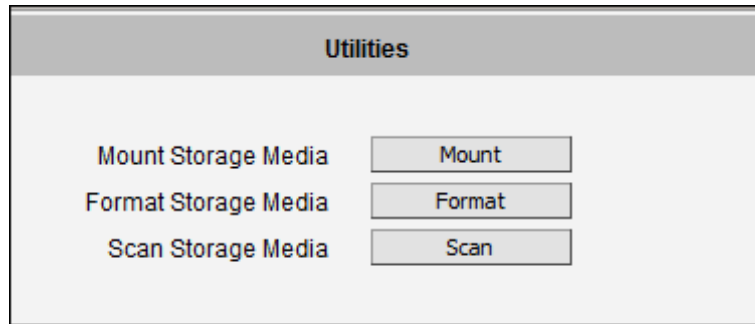 Utilities
Mount Storage Media Mount
Format Storage Media Format
Scan Storage Media Scan